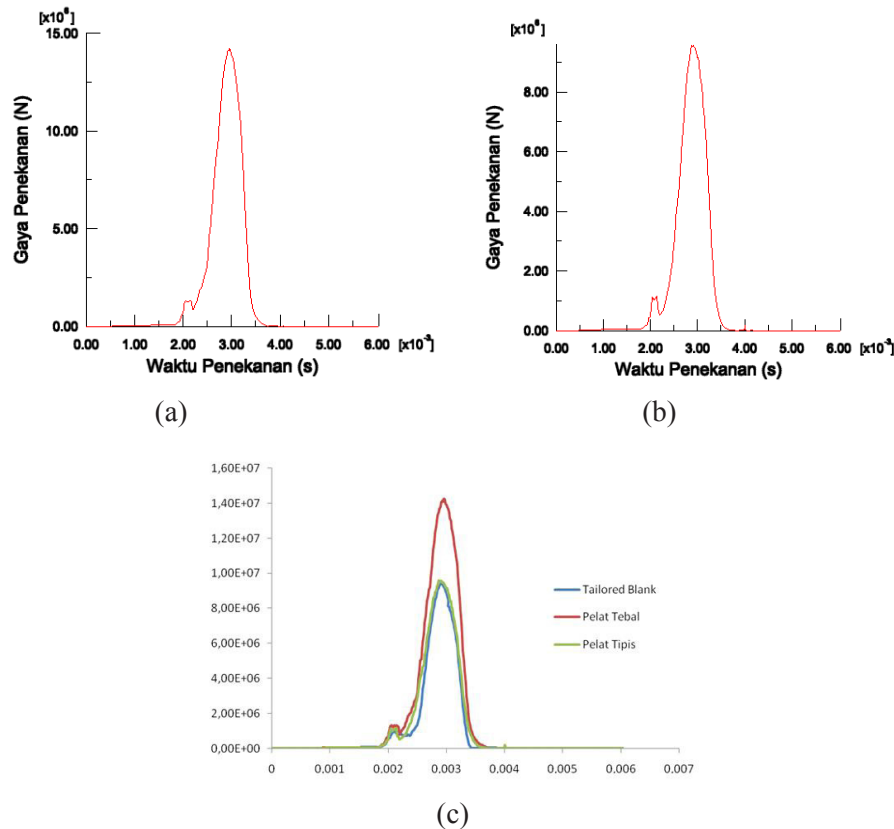 [x10⁶]
15.00
10.00
5.00
0.00
Gaya Penekanan (N)
0.00 1.00 2.00 3.00 4.00 5.00 6.00 [x10⁻³]
Waktu Penekanan (s)
(a)
[x10⁶]
8.00
6.00
4.00
2.00
0.00
Gaya Penekanan (N)
0.00 1.00 2.00 3.00 4.00 5.00 6.00 [x10⁻³]
Waktu Penekanan (s)
(b)
1,60E+07
1,40E+07
1,20E+07
1,00E+07
8,00E+06
6,00E+06
4,00E+06
2,00E+06
0,00E+00
0 0.001 0.002 0.003 0.004 0.005 0.006 0.007
Tailored Blank
Pelat Tebal
Pelat Tipis
(c)